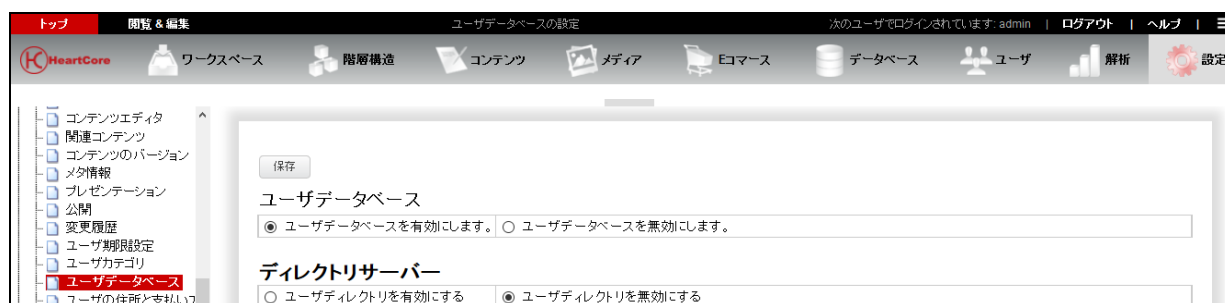 トップ 閲覧 & 編集 ユーザデータベースの設定 次のユーザでログインされています: admin | ログアウト | ヘルプ |
HeartCore ワークスペース 階層構造 コンテンツ メディア Eコマース データベース ユーザ 解析 設定
コンテンツエディタ
関連コンテンツ
コンテンツのバージョン
メタ情報
プレゼンテーション
公開
変更履歴
ユーザ期限設定
ユーザカテゴリ
ユーザデータベース
保存
ユーザデータベース
ユーザデータベースを有効にします。 ユーザデータベースを無効にします。
ディレクトリサーバー
ユーザディレクトリを有効にする ユーザディレクトリを無効にする